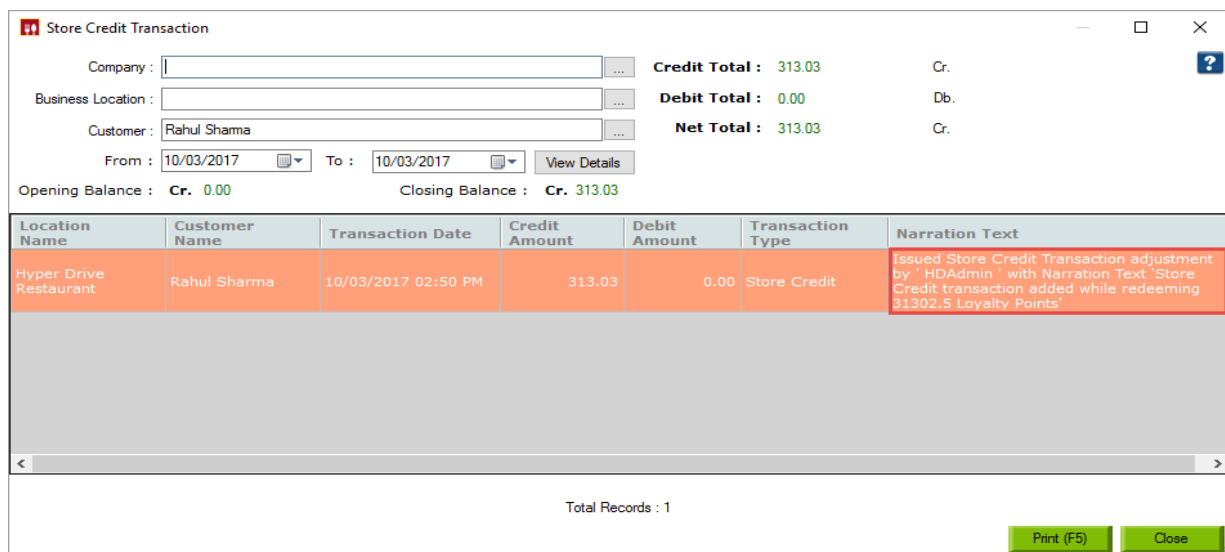 Store Credit Transaction
Company :
...
Credit Total : 313.03 Cr.
?
Business Location :
...
Debit Total : 0.00 Db.
Customer : Rahul Sharma
...
Net Total : 313.03 Cr.
From : 10/03/2017 To : 10/03/2017 View Details
Opening Balance : Cr. 0.00 Closing Balance : Cr. 313.03
Location Name
Customer Name
Transaction Date
Credit Amount
Debit Amount
Transaction Type
Narration Text
Hyper Drive
Restaurant
Rahul Sharma
10/03/2017 02:50 PM
313.03
0.00
Store Credit
Issued Store Credit Transaction adjustment
by ' HDAdmin ' with Narration Text 'Store
Credit transaction added while redeeming
31302.5 Loyalty Points'
Total Records : 1
Print (F5) Close